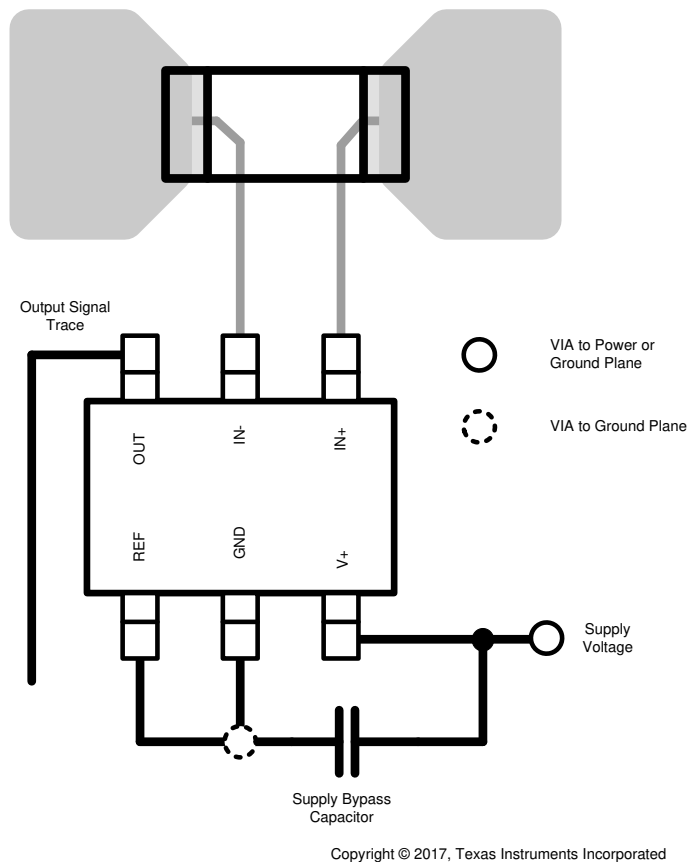 Output Signal
Trace
VIA to Power or
Ground Plane
VIA to Ground Plane
OUT
IN-
IN+
REF
GND
V+
Supply
Voltage
Supply Bypass
Capacitor
Copyright © 2017, Texas Instruments Incorporated